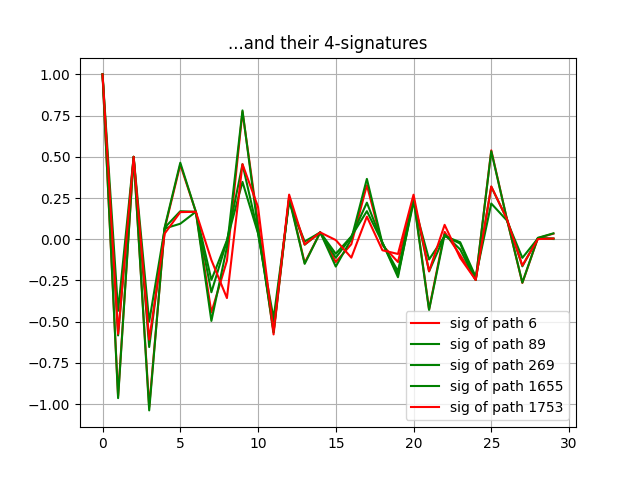 ...and their 4-signatures
1.00
0.75
0.50
0.25
0.00
−0.25
−0.50
−0.75
−1.00
sig of path 6
sig of path 89
sig of path 269
sig of path 1655
sig of path 1753
0 5 10 15 20 25 30